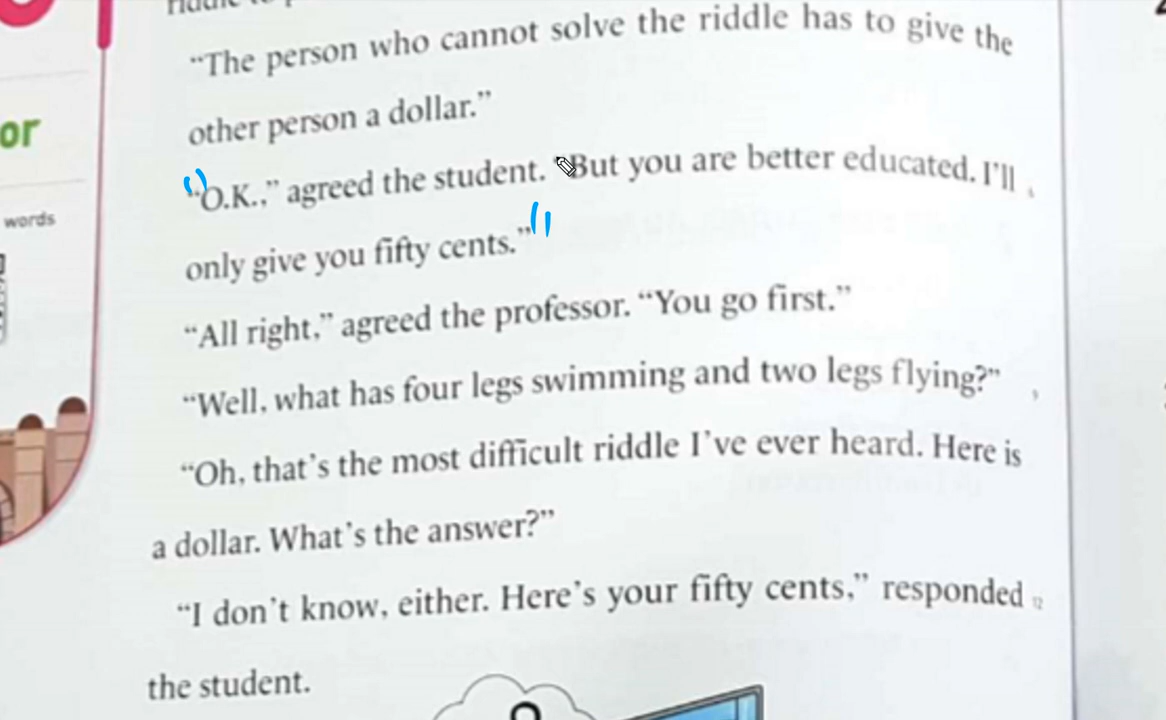 "The person who cannot solve the riddle has to give the
other person a dollar."
"O.K.," agreed the student. "But you are better educated. I'll
only give you fifty cents."
"All right," agreed the professor. "You go first."
"Well, what has four legs swimming and two legs flying?"
"Oh, that's the most difficult riddle I've ever heard. Here is
a dollar. What's the answer?"
"I don't know, either. Here's your fifty cents," responded
the student.
or
words